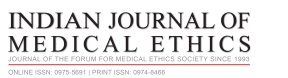 INDIAN JOURNAL OF
MEDICAL ETHICS
JOURNAL OF THE FORUM FOR MEDICAL ETHICS SOCIETY SINCE 1993
ONLINE ISSN: 0975-5691 | PRINT ISSN: 0974-8466